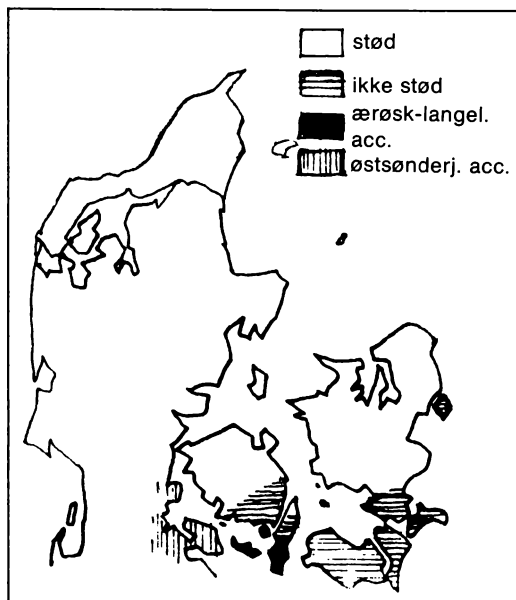 stød
ikke stød
ærøsk-langel.
acc.
østsønderj. acc.